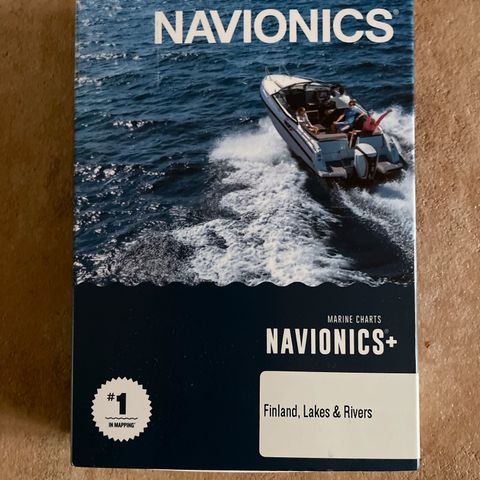 NAVIONICS®
MARINE CHARTS
NAVIONICS®+
#1
IN MAPPING
Finland, Lakes & Rivers